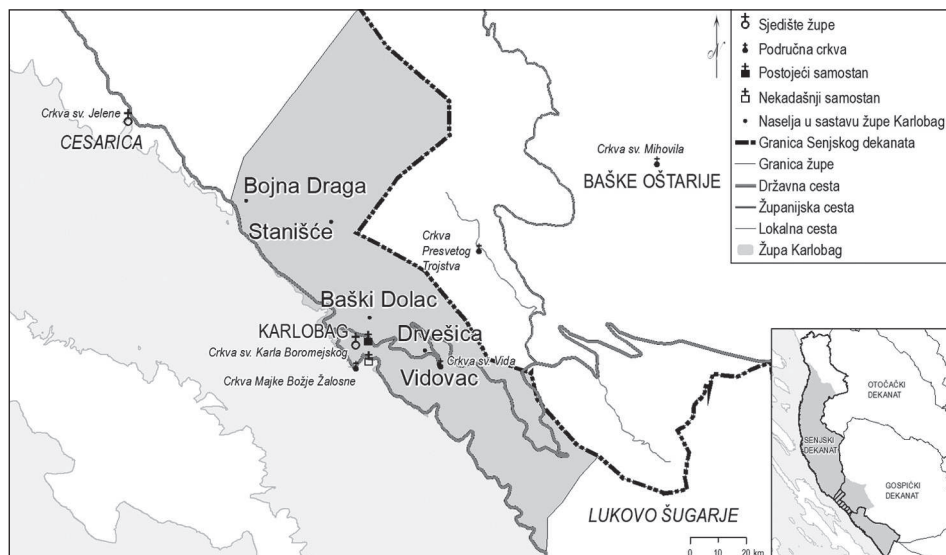 Crkva sv. Jelene
CESARICA
Bojna Draga
Stanišće
Baški Dolac
KARLOBAG
Drvešica
Crkva sv. Karla Boromejskog
Crkva sv. Vida
Vidovac
Crkva Majke Božje Žalosne
Crkva
Presvetog
Trojstva
Crkva sv. Mihovila
BAŠKE OŠTARIJE
LUKOVO ŠUGARJE
0 10 20 km
N
Sjedište župe
Područna crkva
Postojeći samostan
Nekadašnji samostan
Naselja u sastavu župe Karlobag
Granica Senjskog dekanata
Granica župe
Državna cesta
Županijska cesta
Lokalna cesta
Župa Karlobag
OTOČAČKI
DEKANAT
SENJSKI
DEKANAT
GOSPIĆKI
DEKANAT